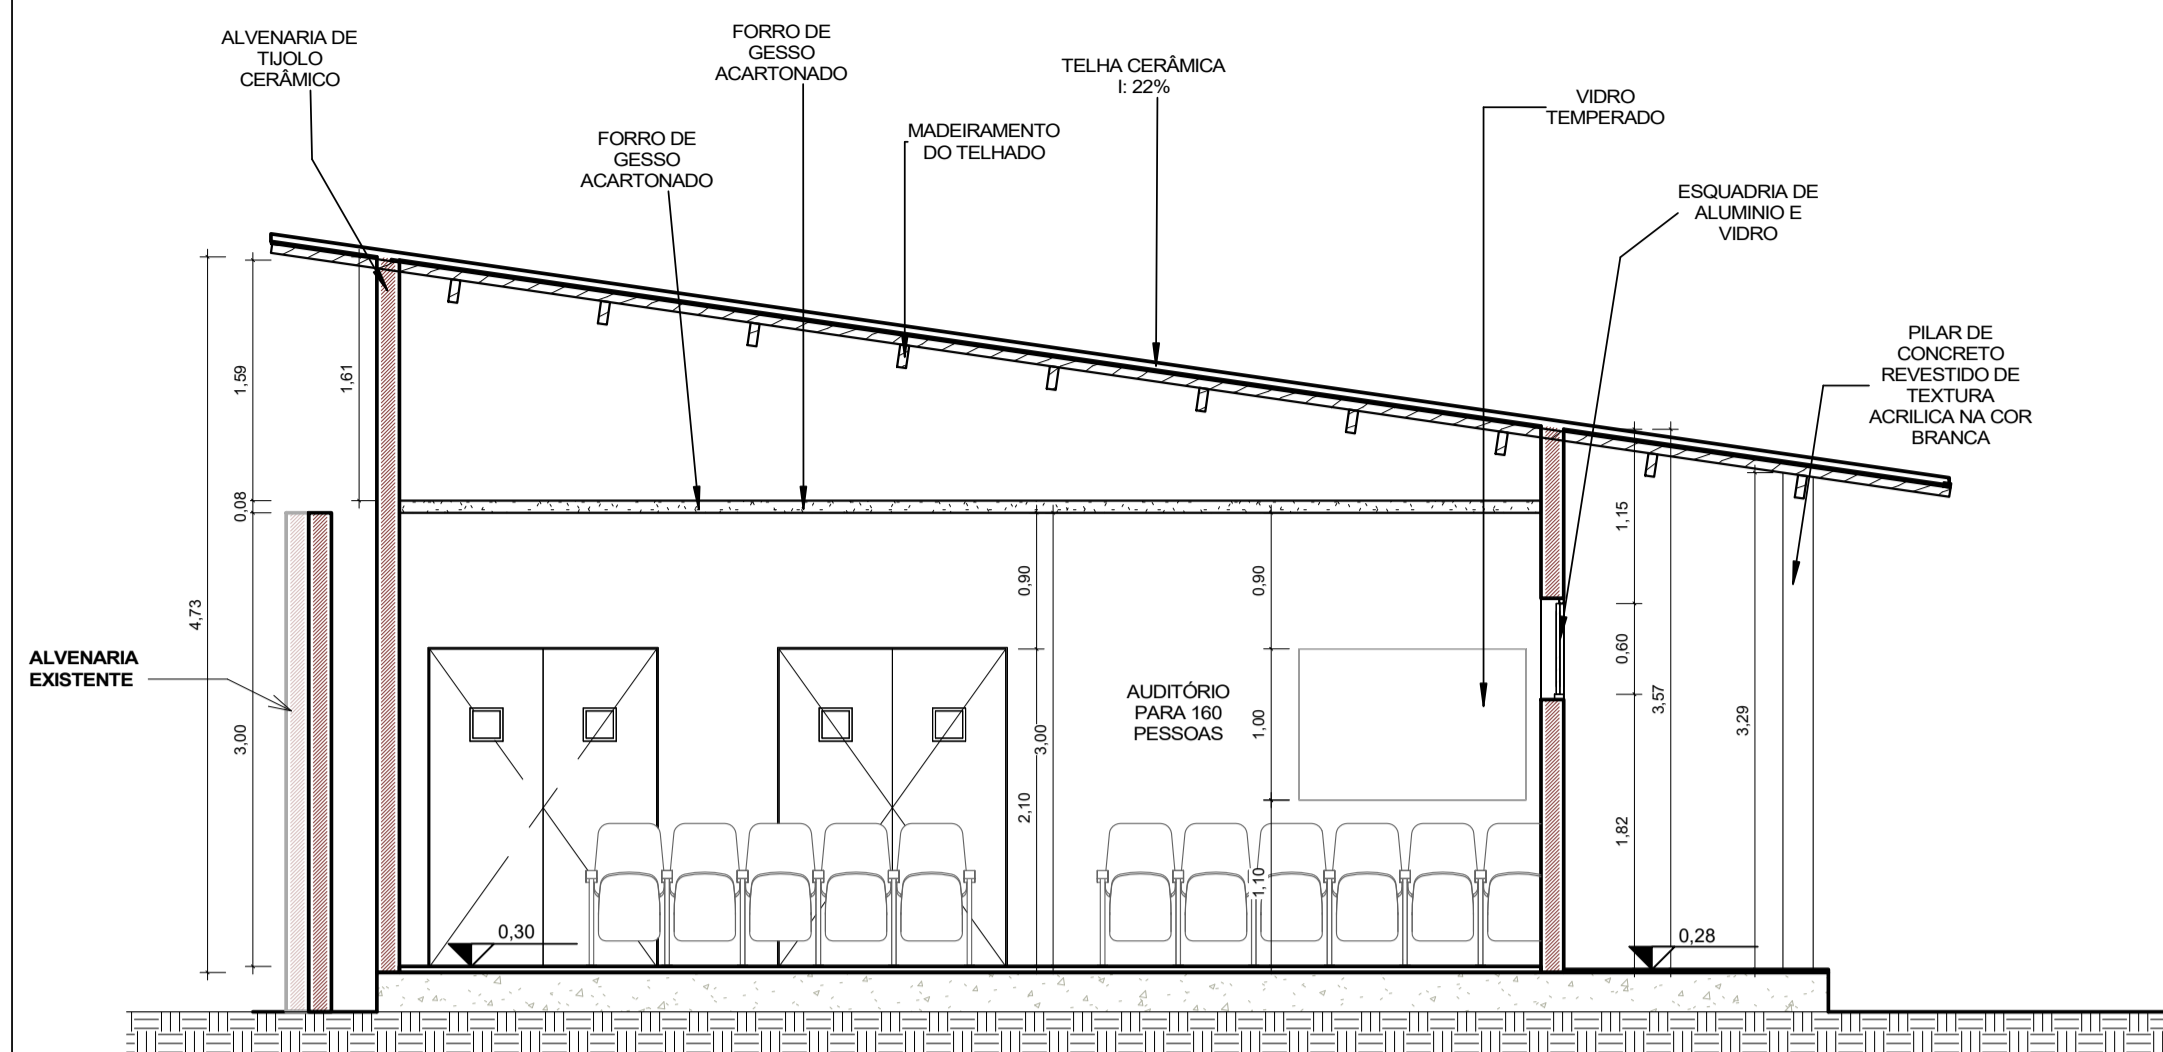 ALVENARIA DE
TIJOLO
CERÂMICO
FORRO DE
GESSO
ACARTONADO
FORRO DE
GESSO
ACARTONADO
MADEIRAMENTO
DO TELHADO
TELHA CERÂMICA
I: 22%
VIDRO
TEMPERADO
ESQUADRIA DE
ALUMINIO E
VIDRO
PILAR DE
CONCRETO
REVESTIDO DE
TEXTURA
ACRILICA NA COR
BRANCA
ALVENARIA
EXISTENTE
4,73
1,59
0,08
3,00
1,61
0,90
2,10
3,00
AUDITÓRIO
PARA 160
PESSOAS
0,90
1,00
1,10
1,15
0,60
1,82
3,57
3,29
0,30
0,28